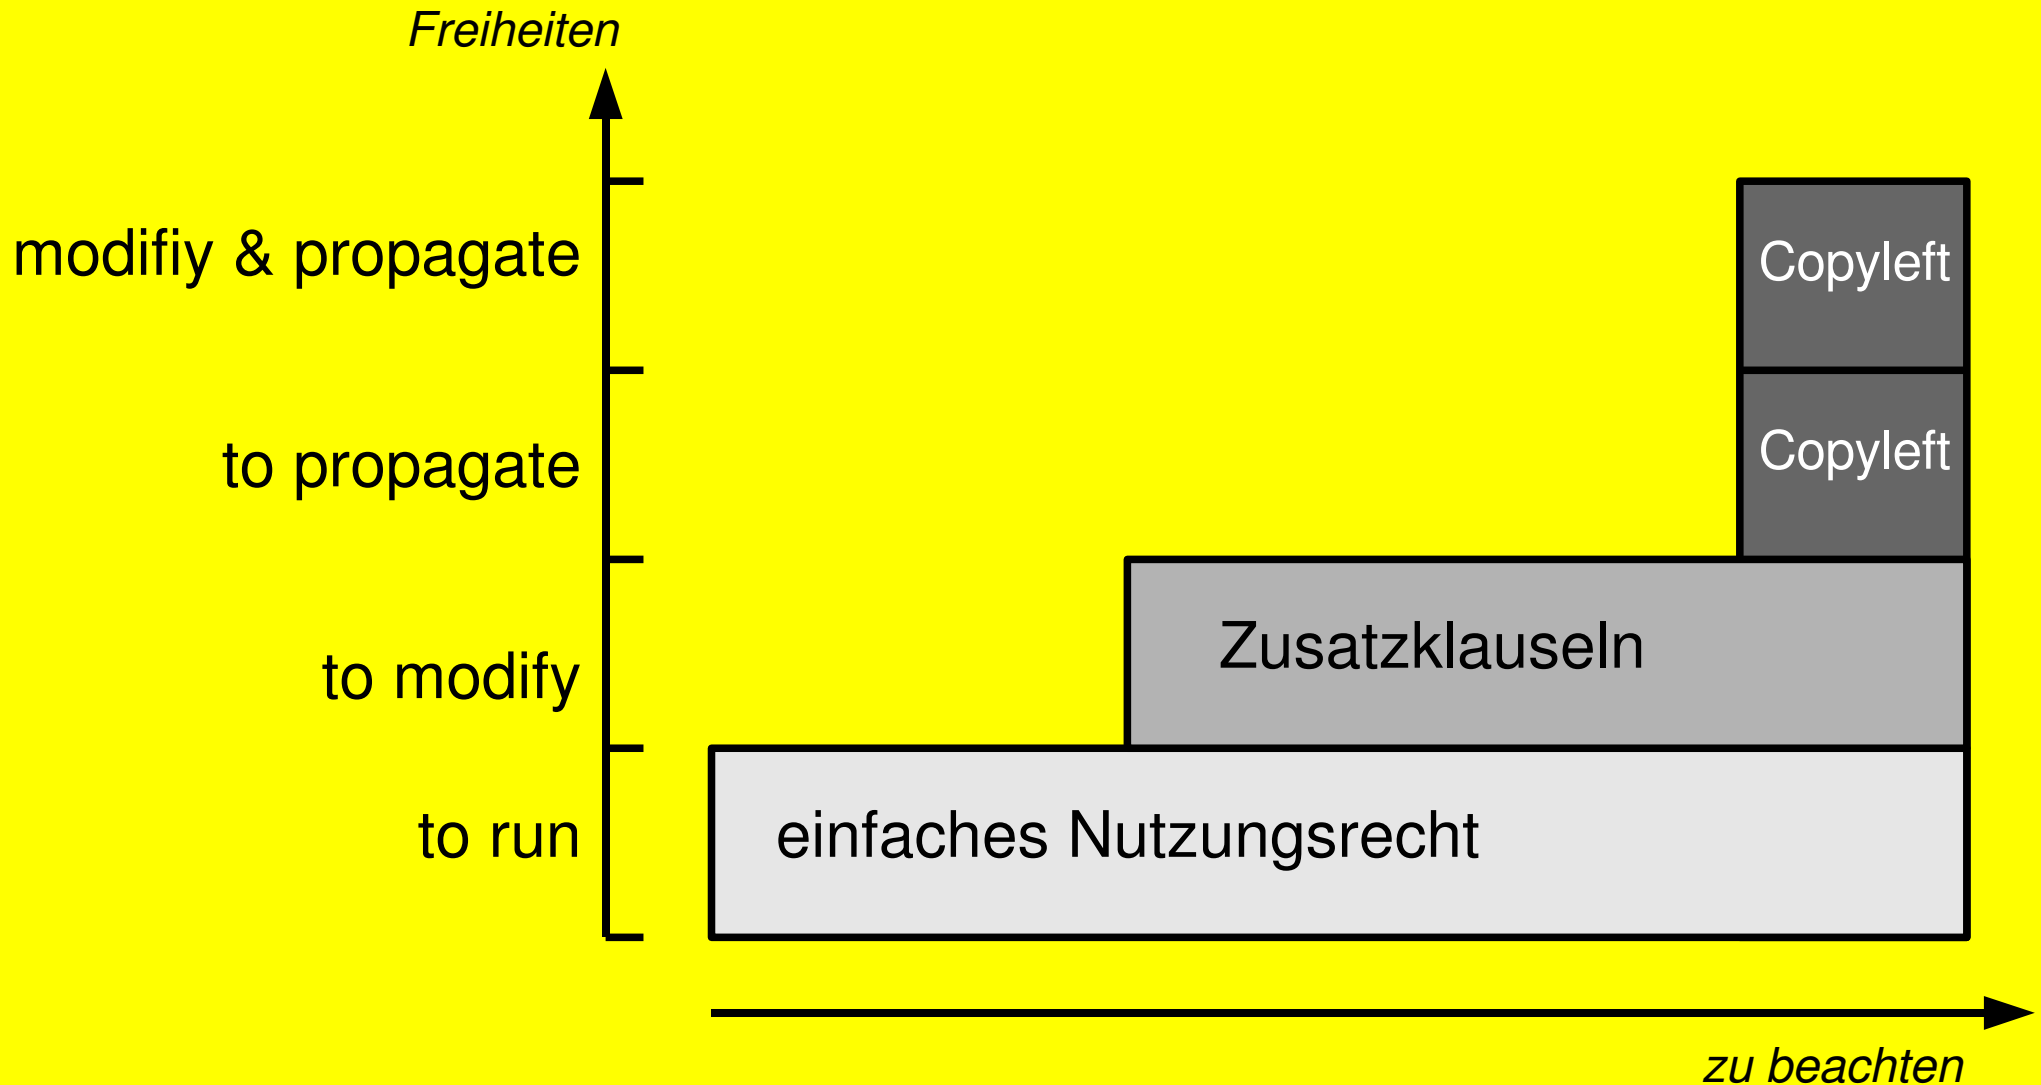 Freiheiten
modifiy & propagate
Copyleft
to propagate
Copyleft
to modify
Zusatzklauseln
to run
einfaches Nutzungsrecht
zu beachten